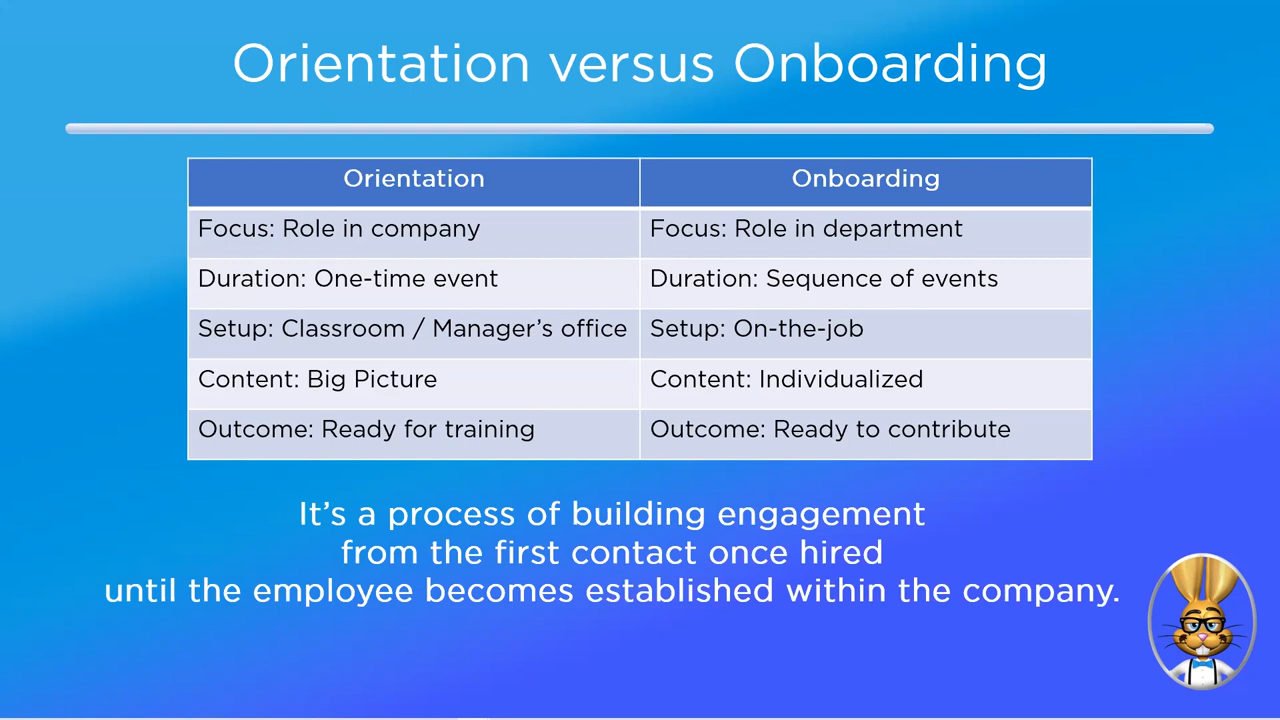 Orientation versus Onboarding
Orientation
Onboarding
Focus: Role in company
Focus: Role in department
Duration: One-time event
Duration: Sequence of events
Setup: Classroom / Manager’s office
Setup: On-the-job
Content: Big Picture
Content: Individualized
Outcome: Ready for training
Outcome: Ready to contribute
It’s a process of building engagement
from the first contact once hired
until the employee becomes established within the company.